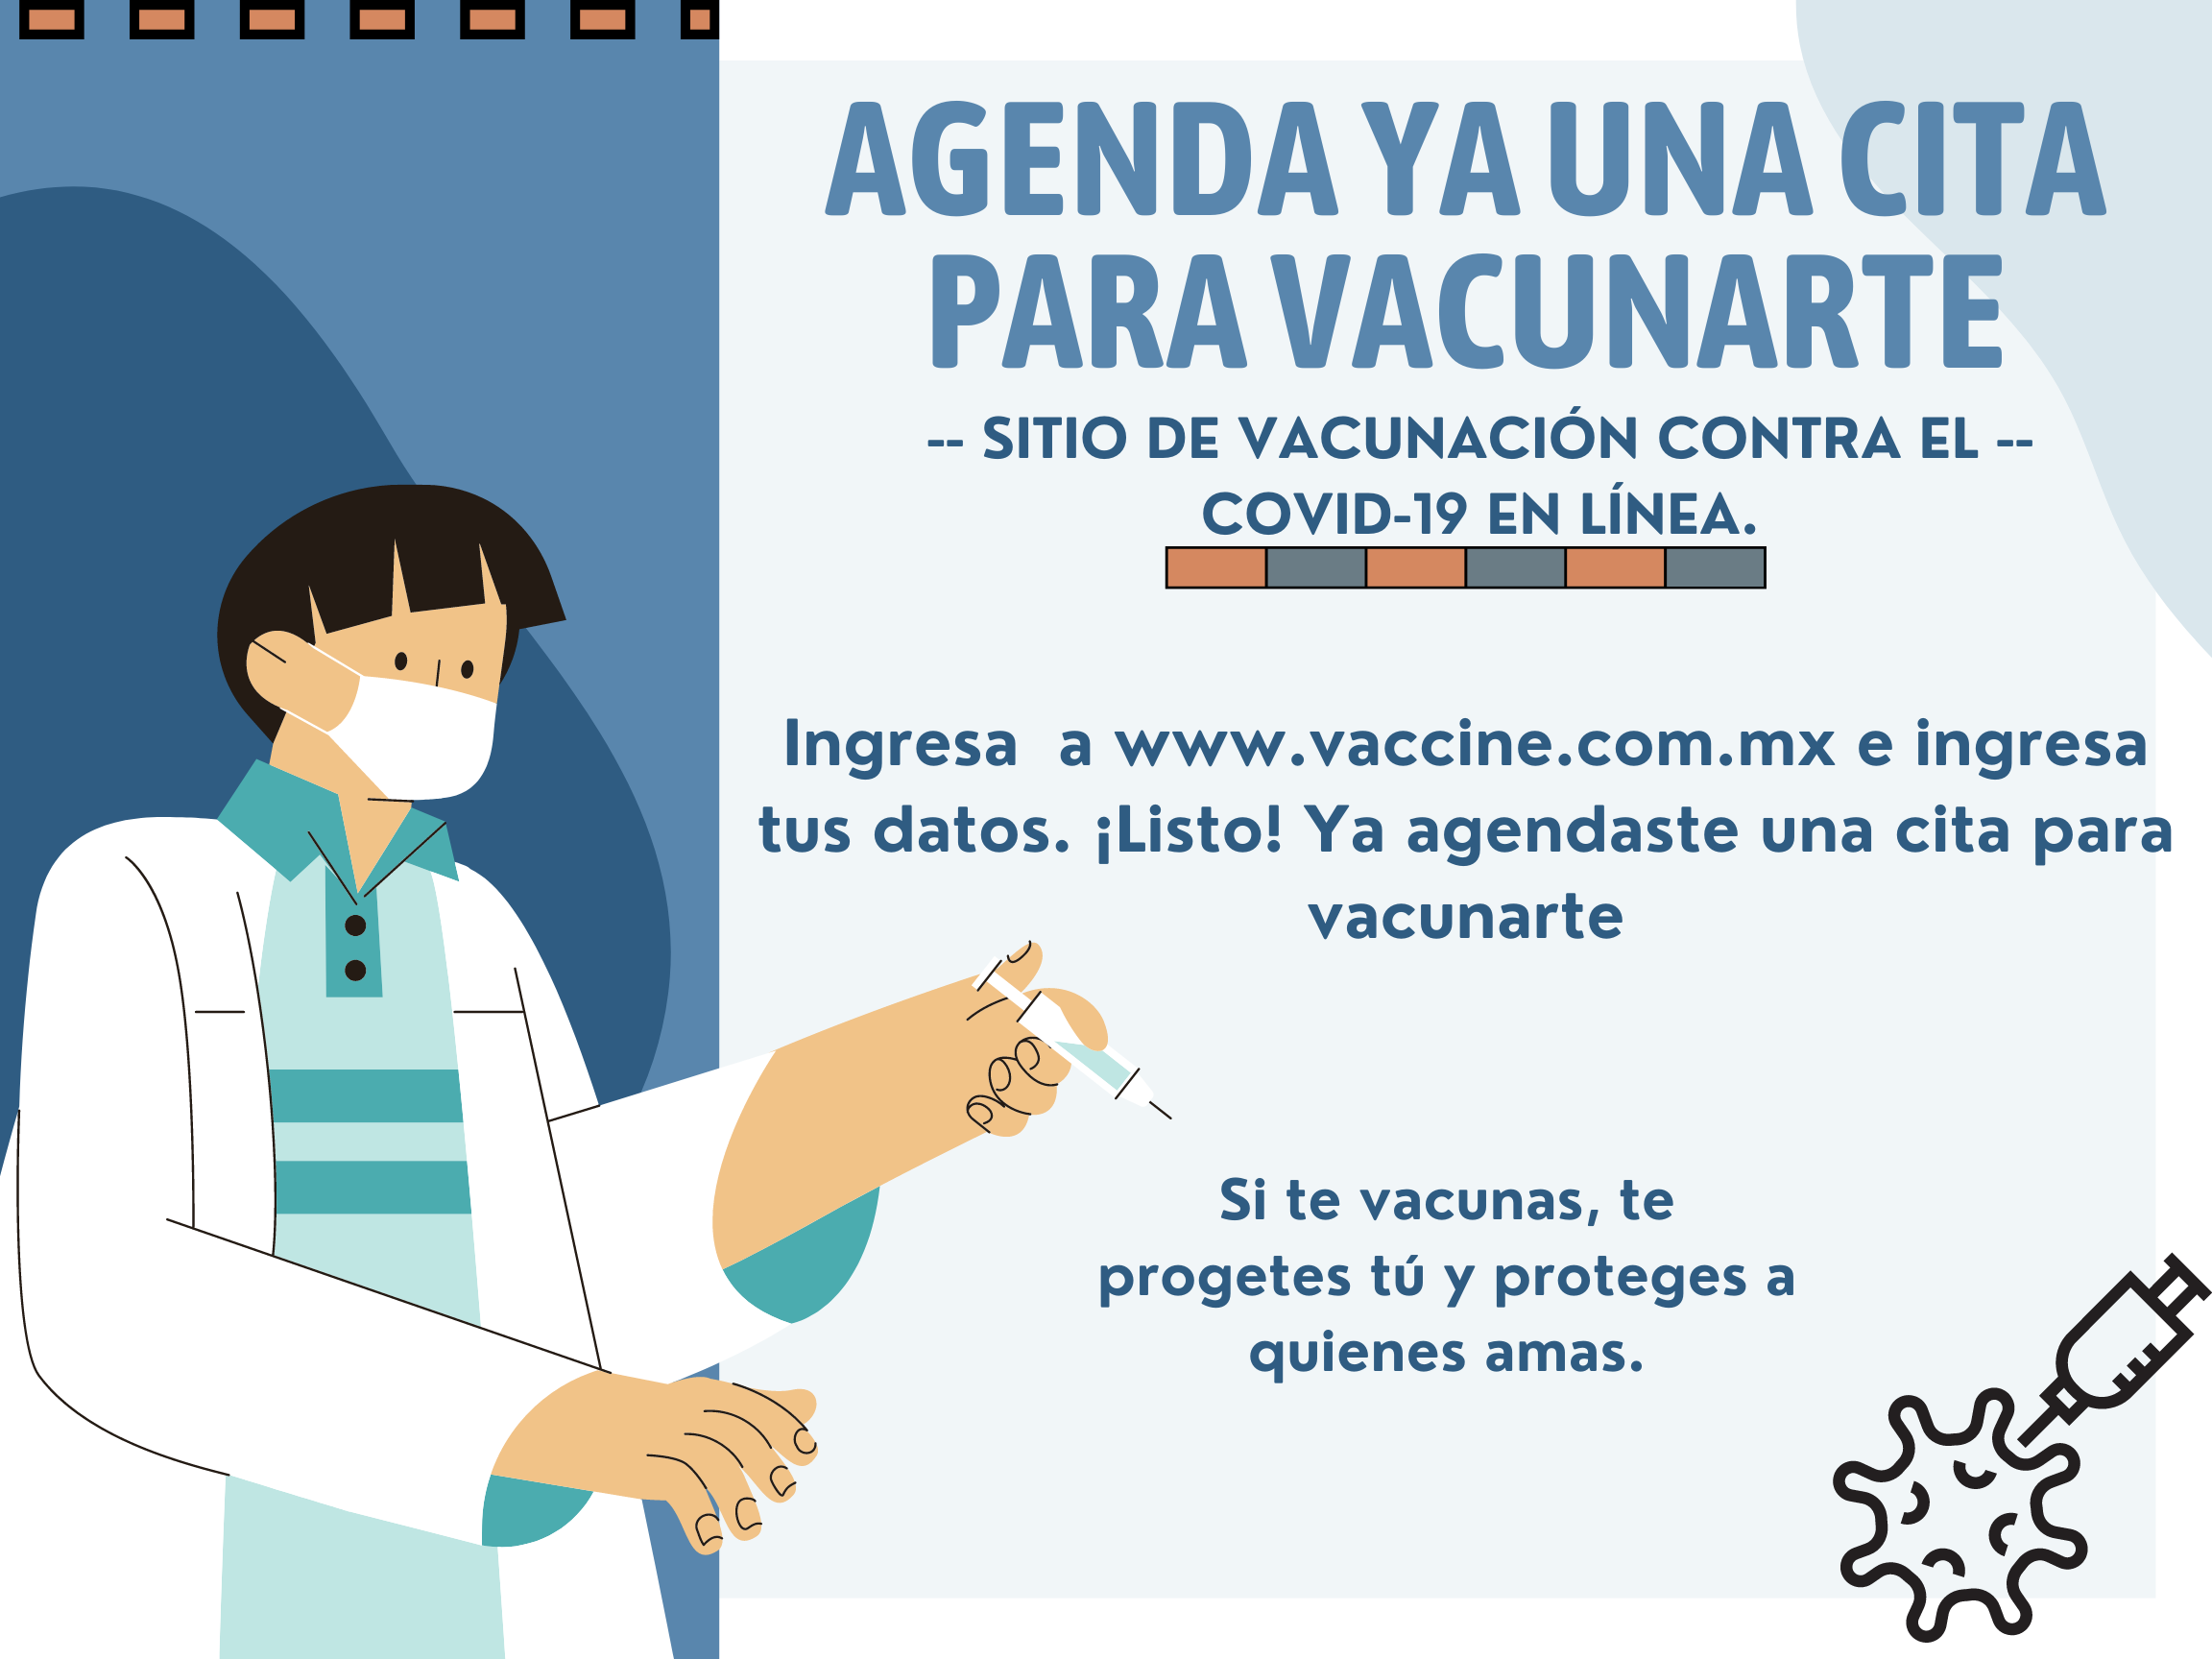 AGENDA YA UNA CITA
PARA VACUNARTE
-- SITIO DE VACUNACIÓN CONTRA EL --
COVID-19 EN LÍNEA.
Ingresa  a www.vaccine.com.mx e ingresa
tus datos. ¡Listo! Ya agendaste una cita para
vacunarte
Si te vacunas, te
progetes tú y proteges a
quienes amas.